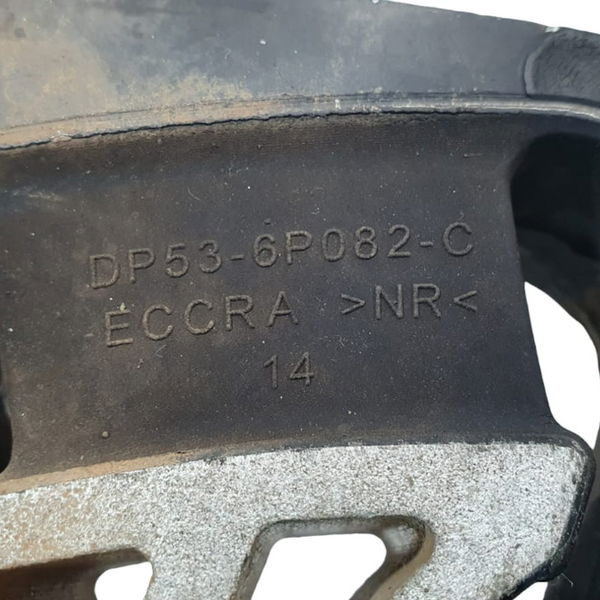 DP53-6P082-C
ECCRA >NR<
14